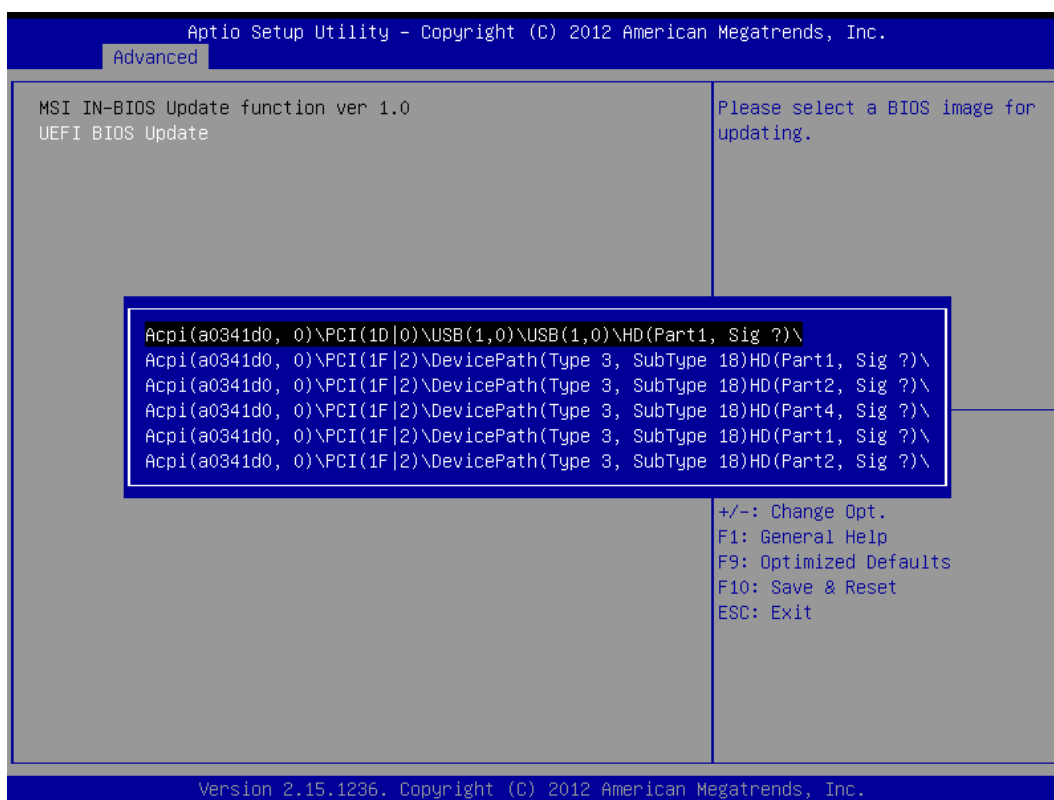 Aptio Setup Utility – Copyright (C) 2012 American Megatrends, Inc.
Advanced
MSI IN-BIOS Update function ver 1.0
UEFI BIOS Update
Please select a BIOS image for
updating.
Acpi(a0341d0, 0)\PCI(1D|0)\USB(1,0)\USB(1,0)\HD(Part1, Sig ?)\
Acpi(a0341d0, 0)\PCI(1F|2)\DevicePath(Type 3, SubType 18)HD(Part1, Sig ?)\
Acpi(a0341d0, 0)\PCI(1F|2)\DevicePath(Type 3, SubType 18)HD(Part2, Sig ?)\
Acpi(a0341d0, 0)\PCI(1F|2)\DevicePath(Type 3, SubType 18)HD(Part4, Sig ?)\
Acpi(a0341d0, 0)\PCI(1F|2)\DevicePath(Type 3, SubType 18)HD(Part1, Sig ?)\
Acpi(a0341d0, 0)\PCI(1F|2)\DevicePath(Type 3, SubType 18)HD(Part2, Sig ?)\
+/-: Change Opt.
F1: General Help
F9: Optimized Defaults
F10: Save & Reset
ESC: Exit
Version 2.15.1236. Copyright (C) 2012 American Megatrends, Inc.